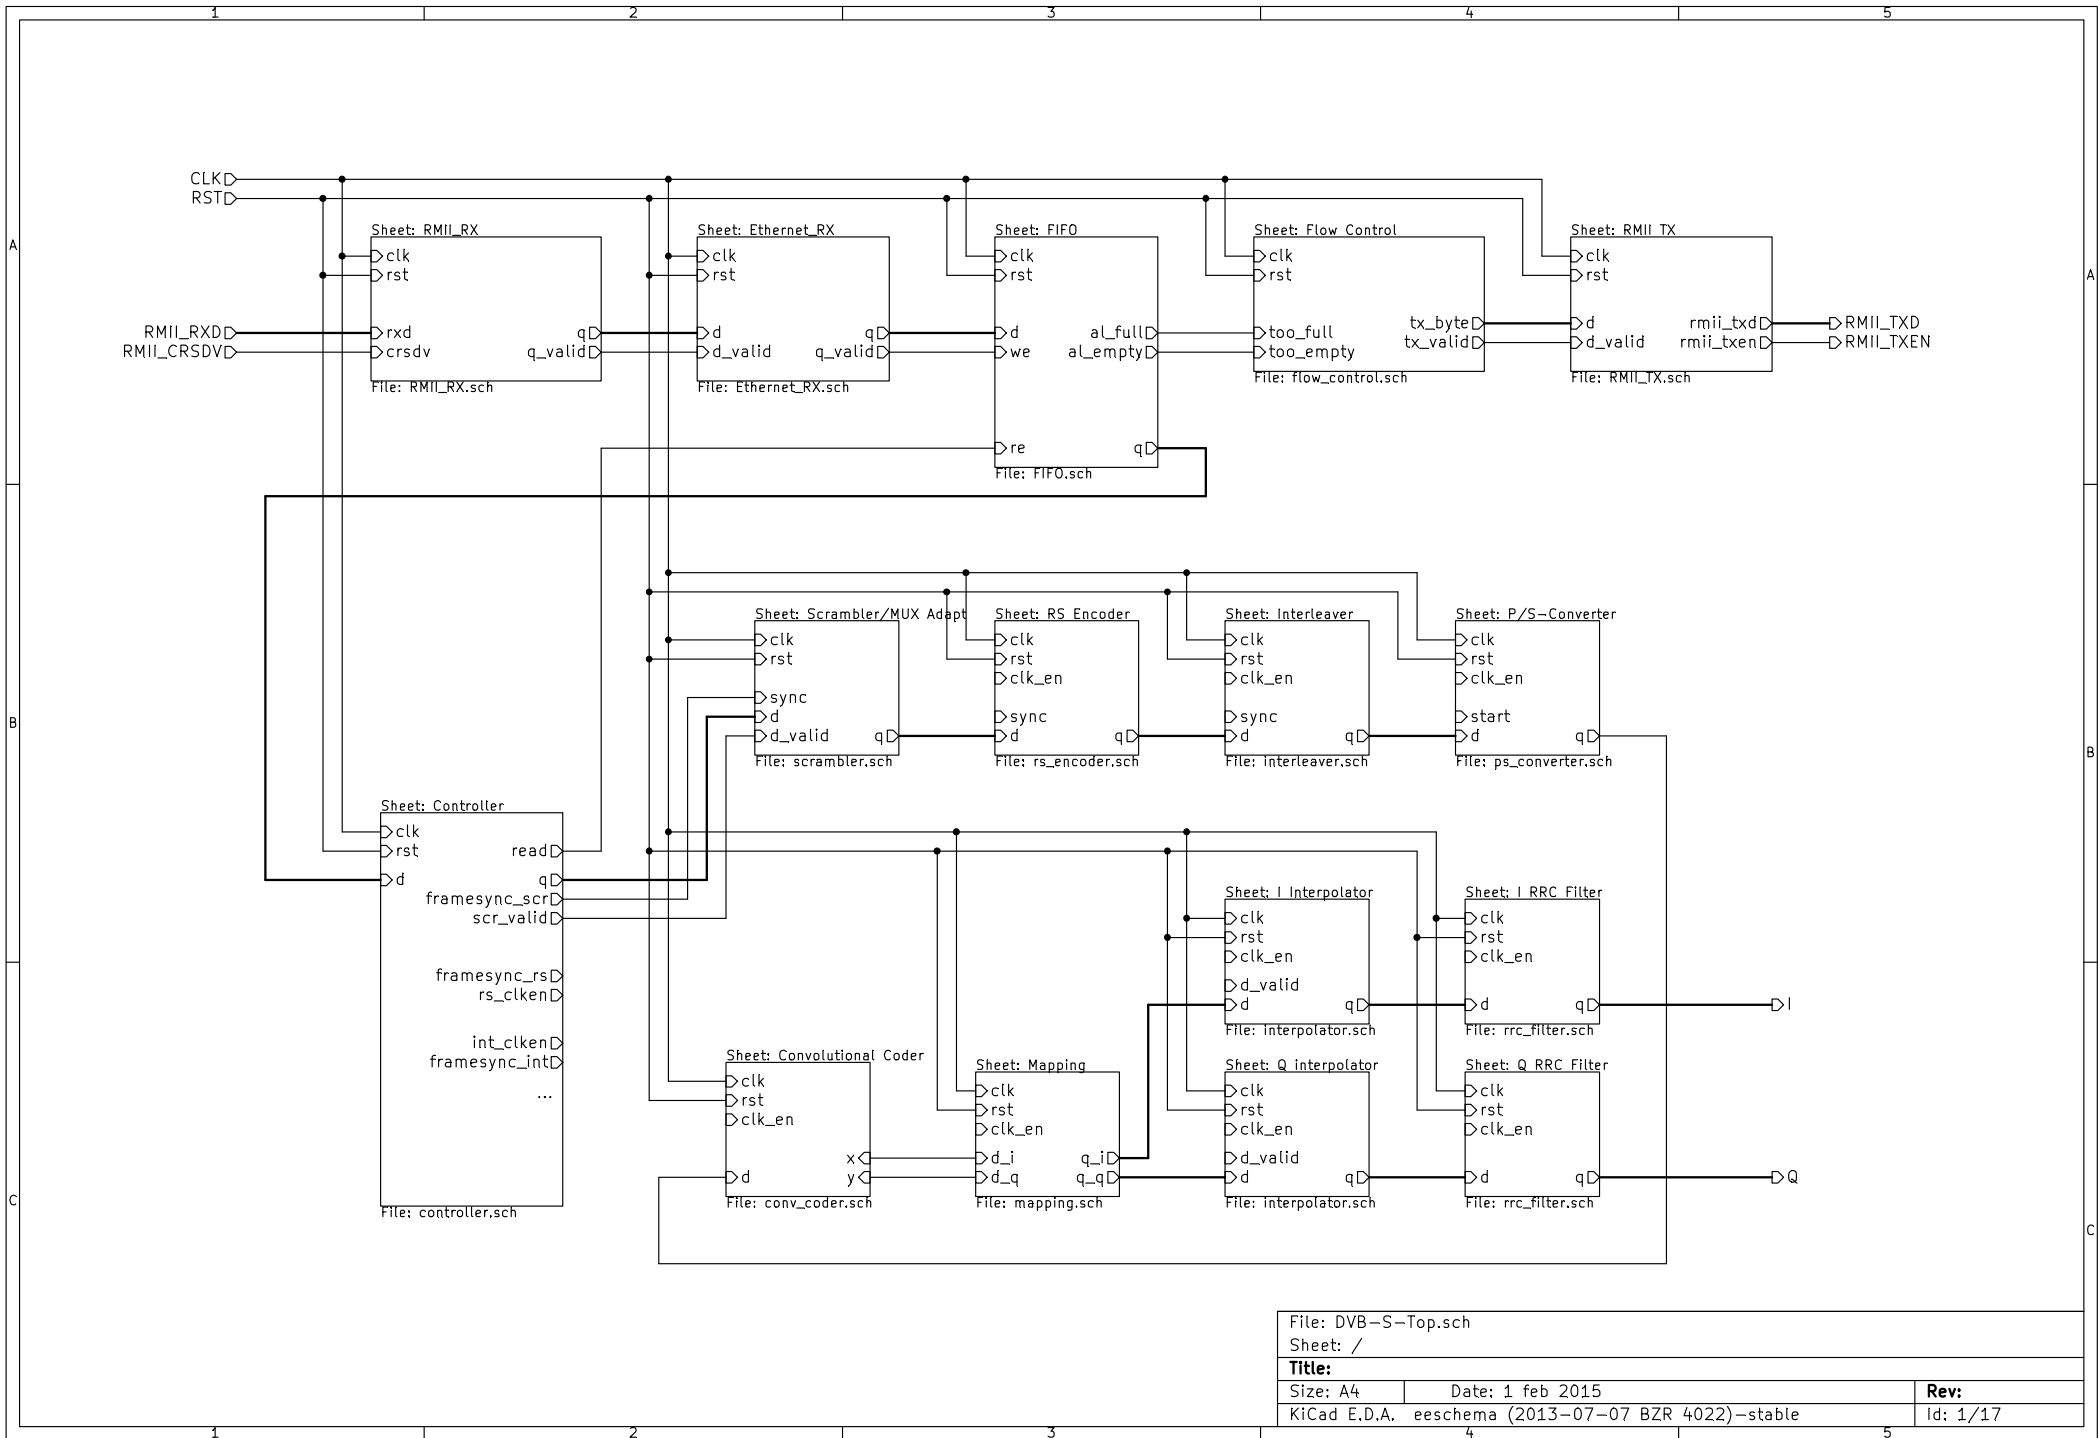 1 2 3 4 5
CLK
RST
A
A
Sheet: RMII_RX
clk
rst
rxd
crsdv
q
q_valid
File: RMII_RX.sch
RMII_RXD
RMII_CRSDV
Sheet: Ethernet_RX
clk
rst
d
d_valid
q
q_valid
File: Ethernet_RX.sch
Sheet: FIFO
clk
rst
d
we
al_full
al_empty
re
q
File: FIFO.sch
Sheet: Flow Control
clk
rst
too_full
too_empty
tx_byte
tx_valid
File: flow_control.sch
Sheet: RMII TX
clk
rst
d
d_valid
rmii_txd
rmii_txen
File: RMII_TX.sch
RMII_TXD
RMII_TXEN
B
B
Sheet: Scrambler/MUX Adapt
clk
rst
sync
d
d_valid
q
File: scrambler.sch
Sheet: RS Encoder
clk
rst
clk_en
sync
d
q
File: rs_encoder.sch
Sheet: Interleaver
clk
rst
clk_en
sync
d
q
File: interleaver.sch
Sheet: P/S-Converter
clk
rst
clk_en
start
d
q
File: ps_converter.sch
Sheet: Controller
clk
rst
d
read
q
framesync_scr
scr_valid
framesync_rs
rs_clken
int_clken
framesync_int
...
File: controller.sch
Sheet: I Interpolator
clk
rst
clk_en
d_valid
d
q
File: interpolator.sch
Sheet: I RRC Filter
clk
rst
clk_en
d
q
File: rrc_filter.sch
I
C
C
Sheet: Convolutional Coder
clk
rst
clk_en
d
x
y
File: conv_coder.sch
Sheet: Mapping
clk
rst
clk_en
d_i
d_q
q_i
q_q
File: mapping.sch
Sheet: Q interpolator
clk
rst
clk_en
d_valid
d
q
File: interpolator.sch
Sheet: Q RRC Filter
clk
rst
clk_en
d
q
File: rrc_filter.sch
Q
File: DVB-S-Top.sch
Sheet: /
Title:
Size: A4 Date: 1 feb 2015 Rev:
KiCad E.D.A. eeschema (2013-07-07 BZR 4022)-stable Id: 1/17
1 2 3 4 5